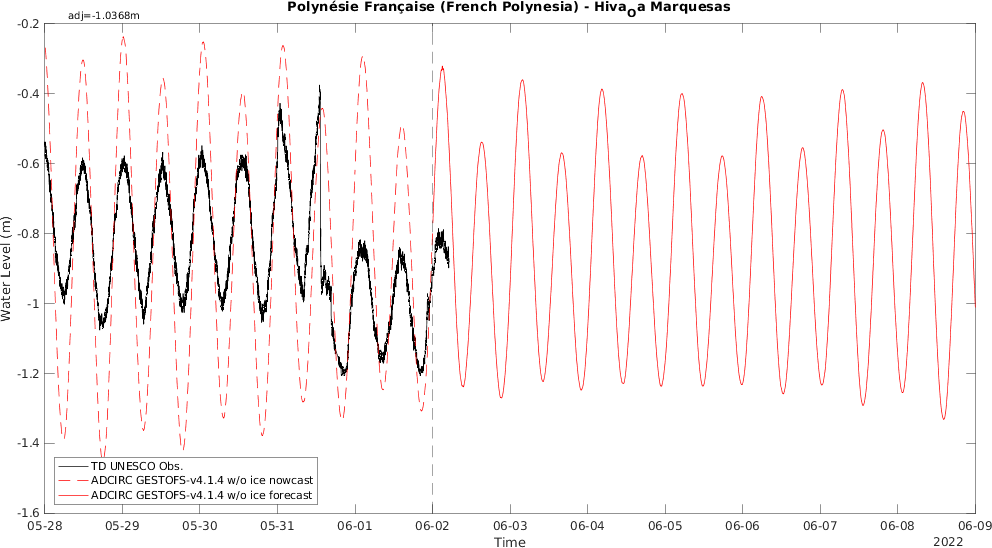 Polynésie Française (French Polynesia) - Hiva_Oa Marquesas
adj=-1.0368m
-0.2
-0.4
-0.6
-0.8
-1
-1.2
-1.4
-1.6
Water Level (m)
TD UNESCO Obs.
ADCIRC GESTOFS-v4.1.4 w/o ice nowcast
ADCIRC GESTOFS-v4.1.4 w/o ice forecast
05-28 05-29 05-30 05-31 06-01 06-02 06-03 06-04 06-05 06-06 06-07 06-08 06-09
Time
2022